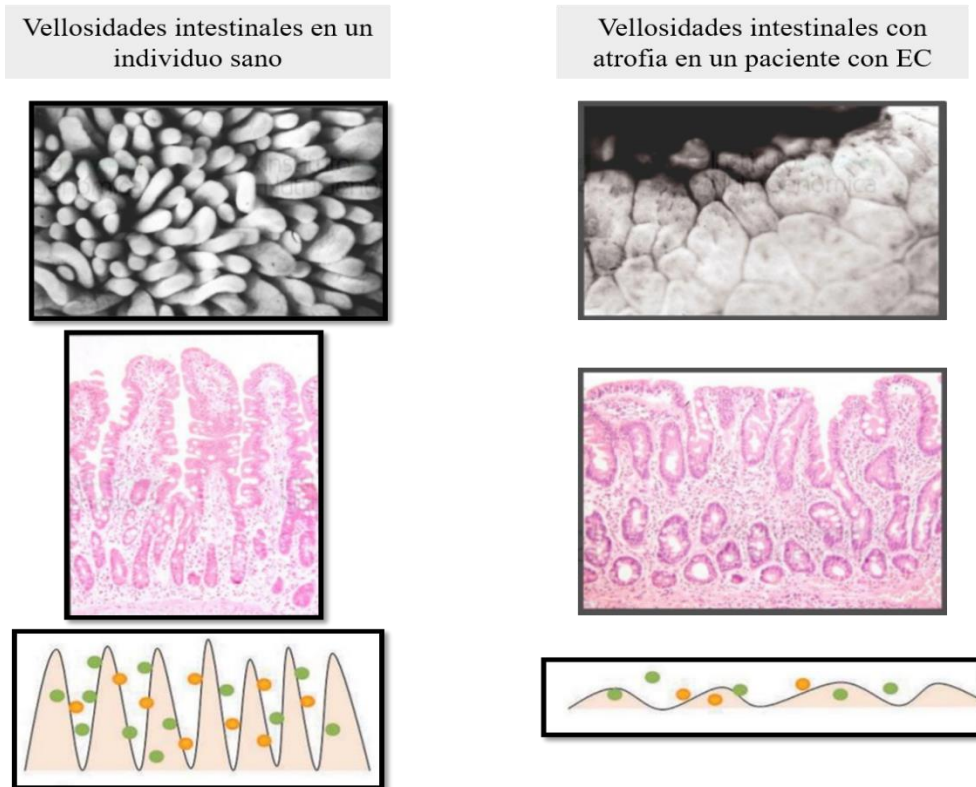 Vellosidades intestinales en un
individuo sano
Vellosidades intestinales con
atrofia en un paciente con EC